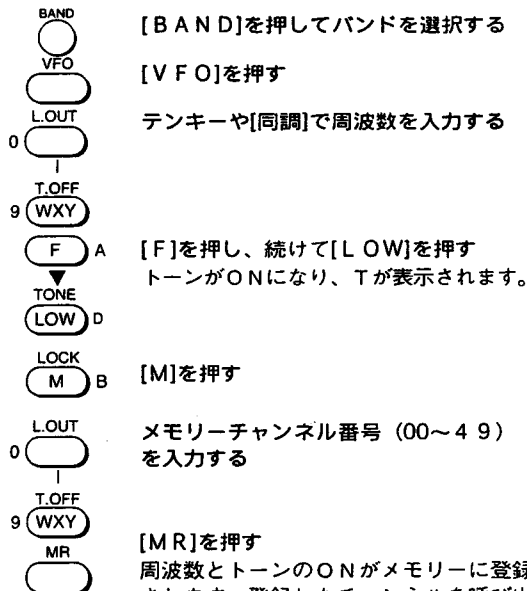 BAND
[BAND]を押してバンドを選択する
VFO
[VFO]を押す
L.OUT
テンキーや[同調]で周波数を入力する
0
T.OFF
9 WXY
F A
[F]を押し、続けて[LOW]を押す
トーンがONになり、Tが表示されます。
TONE
LOW D
LOCK
M B
[M]を押す
L.OUT
メモリーチャンネル番号（00〜49）
0
を入力する
T.OFF
9 WXY
MR
[MR]を押す
周波数とトーンのONがメモリーに登録